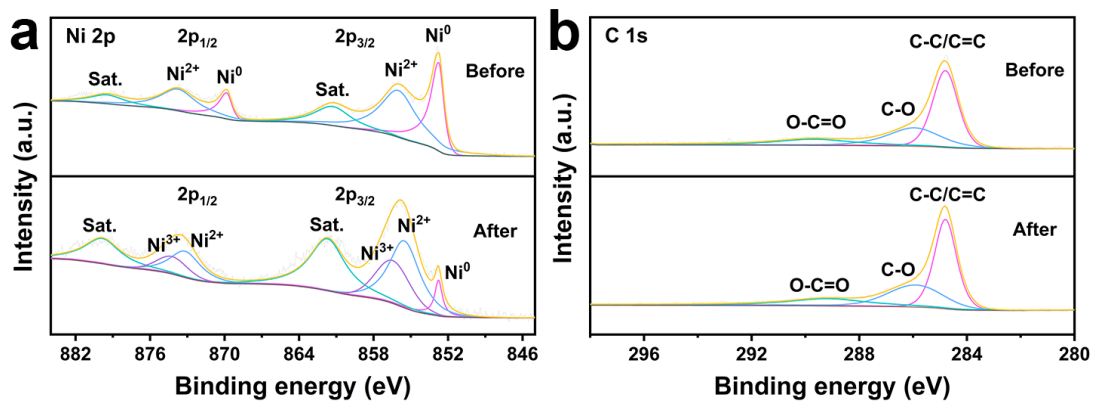 a
Ni 2p
2p1/2
2p3/2
Ni0
Before
Sat.
Ni2+
Ni0
Sat.
Ni2+
2p1/2
2p3/2
After
Sat.
Ni3+
Ni2+
Sat.
Ni3+
Ni2+
Ni0
Intensity (a.u.)
882 876 870 864 858 852 846
Binding energy (eV)
b
C 1s
C-C/C=C
Before
C-O
O-C=O
C-C/C=C
After
C-O
O-C=O
Intensity (a.u.)
296 292 288 284 280
Binding energy (eV)